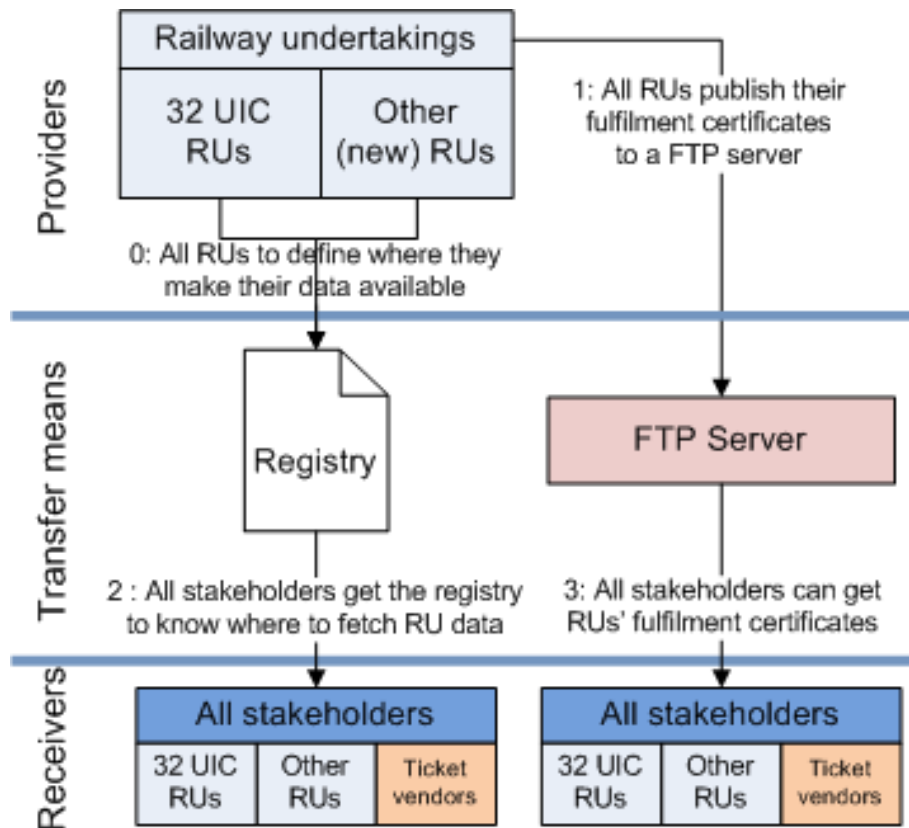 Providers
Railway undertakings
32 UIC
RUs
Other
(new) RUs
1: All RUs publish their
fulfilment certificates
to a FTP server
0: All RUs to define where they
make their data available
Transfer means
Registry
FTP Server
2 : All stakeholders get the registry
to know where to fetch RU data
3: All stakeholders can get
RUs' fulfilment certificates
Receivers
All stakeholders
32 UIC
RUs
Other
RUs
Ticket
vendors
All stakeholders
32 UIC
RUs
Other
RUs
Ticket
vendors